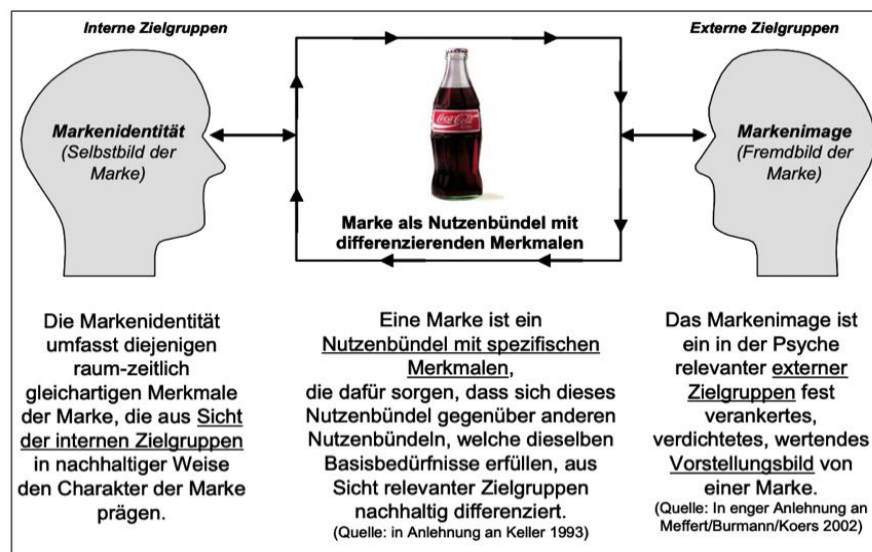 Interne Zielgruppen
Externe Zielgruppen
Markenidentität
(Selbstbild der
Marke)
Coca-Cola
Marke als Nutzenbündel mit
differenzierenden Merkmalen
Markenimage
(Fremdbild der
Marke)
Die Markenidentität
umfasst diejenigen
raum-zeitlich
gleichartigen Merkmale
der Marke, die aus Sicht
der internen Zielgruppen
in nachhaltiger Weise
den Charakter der Marke
prägen.
Eine Marke ist ein
Nutzenbündel mit spezifischen
Merkmalen,
die dafür sorgen, dass sich dieses
Nutzenbündel gegenüber anderen
Nutzenbündeln, welche dieselben
Basisbedürfnisse erfüllen, aus
Sicht relevanter Zielgruppen
nachhaltig differenziert.
(Quelle: in Anlehnung an Keller 1993)
Das Markenimage ist
ein in der Psyche
relevanter externer
Zielgruppen fest
verankertes,
verdichtetes, wertendes
Vorstellungsbild von
einer Marke.
(Quelle: In enger Anlehnung an
Meffert/Burmann/Koers 2002)